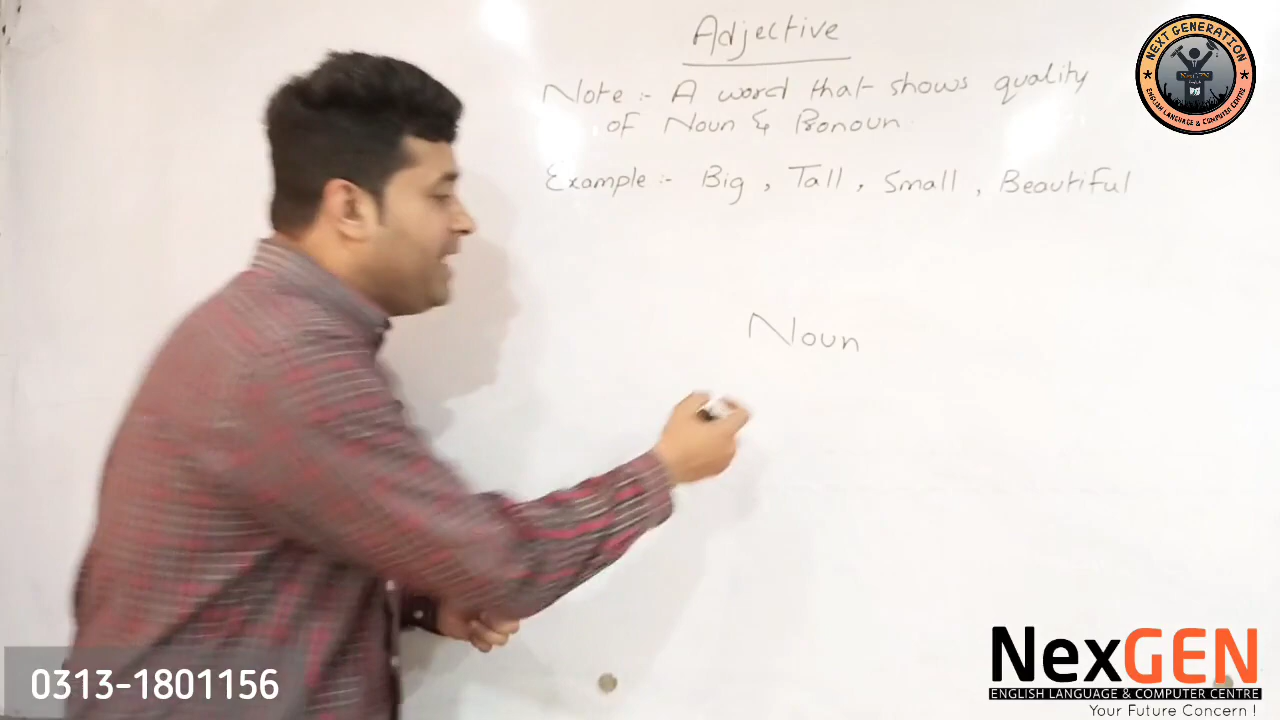 Adjective
Note :- A word that shows quality
of Noun & Pronoun
Example :- Big , Tall , Small , Beautiful
Noun
NEXT GENERATION
NexGEN
ENGLISH LANGUAGE & COMPUTER CENTRE
0313-1801156
NexGEN
ENGLISH LANGUAGE & COMPUTER CENTRE
Your Future Concern !